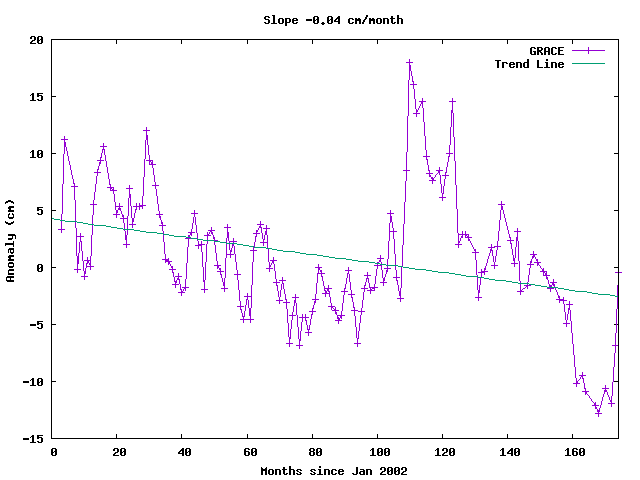 Slope -0.04 cm/month
20
15
10
5
0
-5
-10
-15
Anomaly (cm)
GRACE
Trend Line
0 20 40 60 80 100 120 140 160
Months since Jan 2002